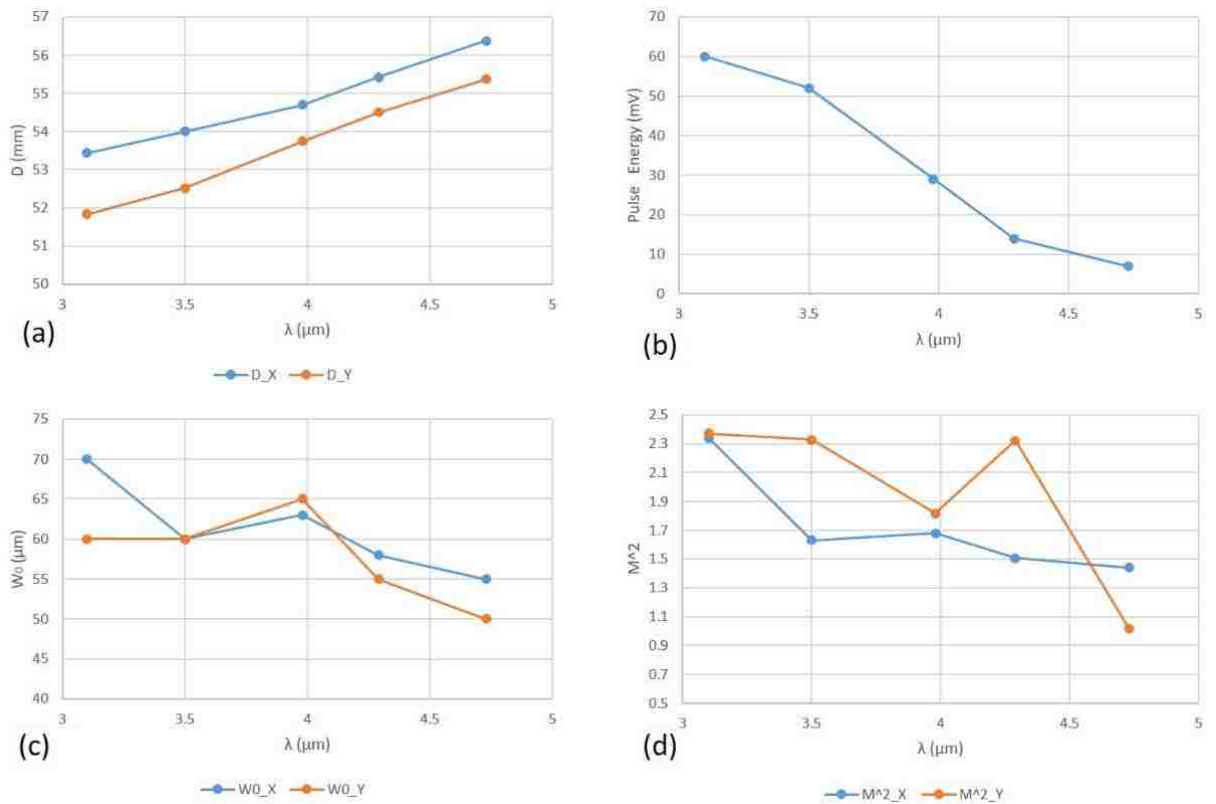 57
56
55
54
53
52
51
50
D (mm)
3 3.5 4 4.5 5
λ (μm)
(a)
D_X D_Y
70
60
50
40
30
20
10
0
Pulse Energy (mV)
3 3.5 4 4.5 5
λ (μm)
(b)
75
70
65
60
55
50
45
40
W₀ (μm)
3 3.5 4 4.5 5
λ (μm)
(c)
W0_X W0_Y
2.5
2.3
2.1
1.9
1.7
1.5
1.3
1.1
0.9
0.7
0.5
M^2
3 3.5 4 4.5 5
λ (μm)
(d)
M^2_X M^2_Y